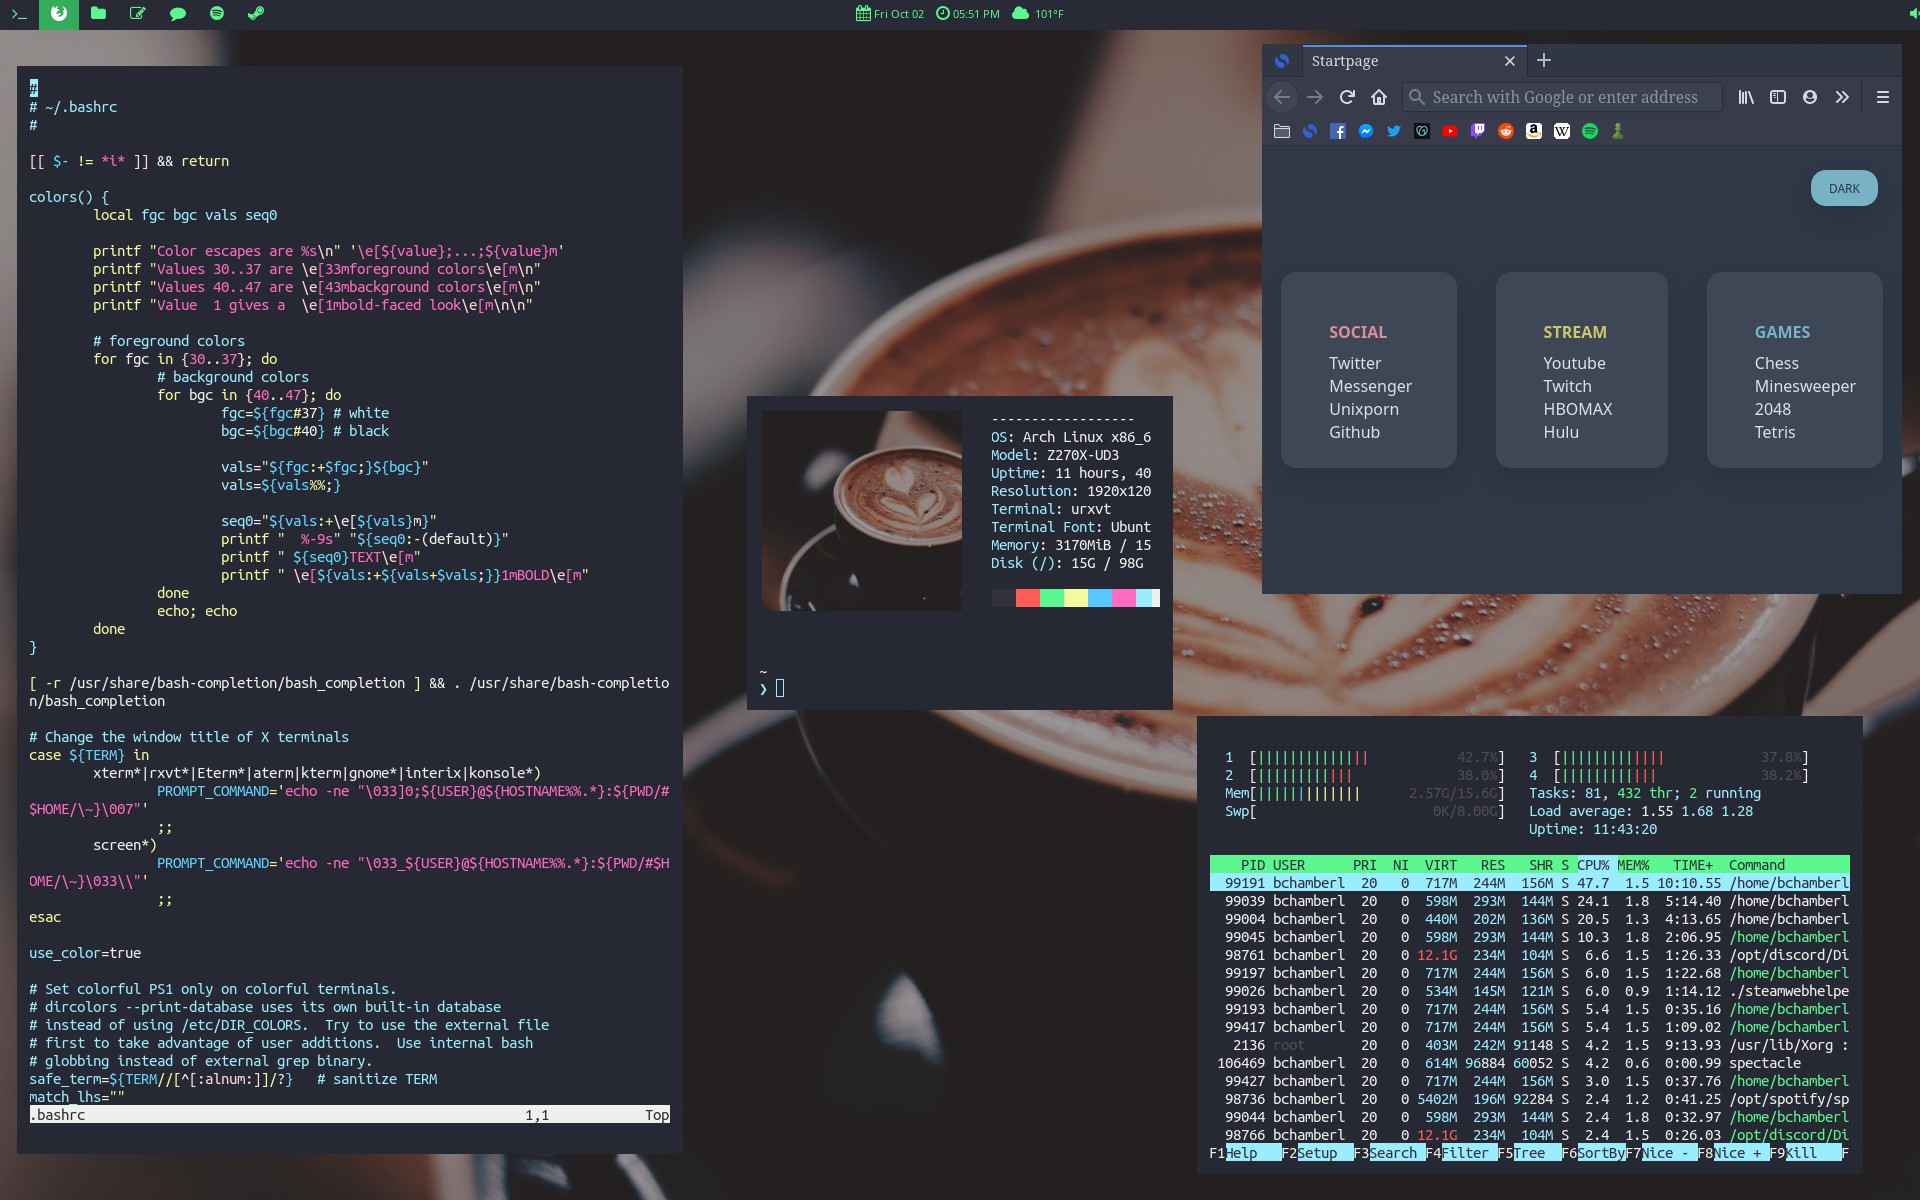 Fri Oct 02 05:51 PM 101°F
#
# ~/.bashrc
#
[[ $- != *i* ]] && return
colors() {
local fgc bgc vals seq0
printf "Color escapes are %s\n" '\e[${value};...;${value}m'
printf "Values 30..37 are \e[33mforeground colors\e[m\n"
printf "Values 40..47 are \e[43mbackground colors\e[m\n"
printf "Value  1 gives a  \e[1mbold-faced look\e[m\n\n"
# foreground colors
for fgc in {30..37}; do
# background colors
for bgc in {40..47}; do
fgc=${fgc#37} # white
bgc=${bgc#40} # black
vals="${fgc:+$fgc;}${bgc}"
vals=${vals%%;}
seq0="${vals:+\e[${vals}m}"
printf "  %-9s" "${seq0:-(default)}"
printf " ${seq0}TEXT\e[m"
printf " \e[${vals:+${vals+$vals;}}1mBOLD\e[m"
done
echo; echo
done
}
[ -r /usr/share/bash-completion/bash_completion ] && . /usr/share/bash-completio
n/bash_completion
# Change the window title of X terminals
case ${TERM} in
xterm*|rxvt*|Eterm*|aterm|kterm|gnome*|interix|konsole*)
PROMPT_COMMAND='echo -ne "\033]0;${USER}@${HOSTNAME%%.*}:${PWD/#
$HOME/\~}\007"'
;;
screen*)
PROMPT_COMMAND='echo -ne "\033_${USER}@${HOSTNAME%%.*}:${PWD/#$H
OME/\~}\033\\"'
;;
esac
use_color=true
# Set colorful PS1 only on colorful terminals.
# dircolors --print-database uses its own built-in database
# instead of using /etc/DIR_COLORS.  Try to use the external file
# first to take advantage of user additions.  Use internal bash
# globbing instead of external grep binary.
safe_term=${TERM//[^[:alnum:]]/?}   # sanitize TERM
match_lhs=""
.bashrc 1,1 Top
------------------
OS: Arch Linux x86_6
Model: Z270X-UD3
Uptime: 11 hours, 40
Resolution: 1920x120
Terminal: urxvt
Terminal Font: Ubunt
Memory: 3170MiB / 15
Disk (/): 15G / 98G
~
❯
Startpage
Search with Google or enter address
DARK
SOCIAL
Twitter
Messenger
Unixporn
Github
STREAM
Youtube
Twitch
HBOMAX
Hulu
GAMES
Chess
Minesweeper
2048
Tetris
1 [|||||||||||||| 42.7%] 3 [||||||||||||| 37.8%]
2 [|||||||||||| 38.0%] 4 [|||||||||||| 38.2%]
Mem[||||||||||||| 2.57G/15.6G] Tasks: 81, 432 thr; 2 running
Swp[ 0K/8.00G] Load average: 1.55 1.68 1.28
Uptime: 11:43:20
PID USER PRI NI VIRT RES SHR S CPU% MEM% TIME+ Command
99191 bchamberl 20 0 717M 244M 156M S 47.7 1.5 10:10.55 /home/bchamberl
99039 bchamberl 20 0 598M 293M 144M S 24.1 1.8 5:14.40 /home/bchamberl
99004 bchamberl 20 0 440M 202M 136M S 20.5 1.3 4:13.65 /home/bchamberl
99045 bchamberl 20 0 598M 293M 144M S 10.3 1.8 2:06.95 /home/bchamberl
98761 bchamberl 20 0 12.1G 234M 104M S 6.6 1.5 1:26.33 /opt/discord/Di
99197 bchamberl 20 0 717M 244M 156M S 6.0 1.5 1:22.68 /home/bchamberl
99026 bchamberl 20 0 534M 145M 121M S 6.0 0.9 1:14.12 ./steamwebhelpe
99193 bchamberl 20 0 717M 244M 156M S 5.4 1.5 0:35.16 /home/bchamberl
99417 bchamberl 20 0 717M 244M 156M S 5.4 1.5 1:09.02 /home/bchamberl
2136 root 20 0 403M 242M 91148 S 4.2 1.5 9:13.93 /usr/lib/Xorg :
106469 bchamberl 20 0 614M 96884 60052 S 4.2 0.6 0:00.99 spectacle
99427 bchamberl 20 0 717M 244M 156M S 3.0 1.5 0:37.76 /home/bchamberl
98736 bchamberl 20 0 5402M 196M 92284 S 2.4 1.2 0:41.25 /opt/spotify/sp
99044 bchamberl 20 0 598M 293M 144M S 2.4 1.8 0:32.97 /home/bchamberl
98766 bchamberl 20 0 12.1G 234M 104M S 2.4 1.5 0:26.03 /opt/discord/Di
F1Help F2Setup F3Search F4Filter F5Tree F6SortByF7Nice - F8Nice + F9Kill F